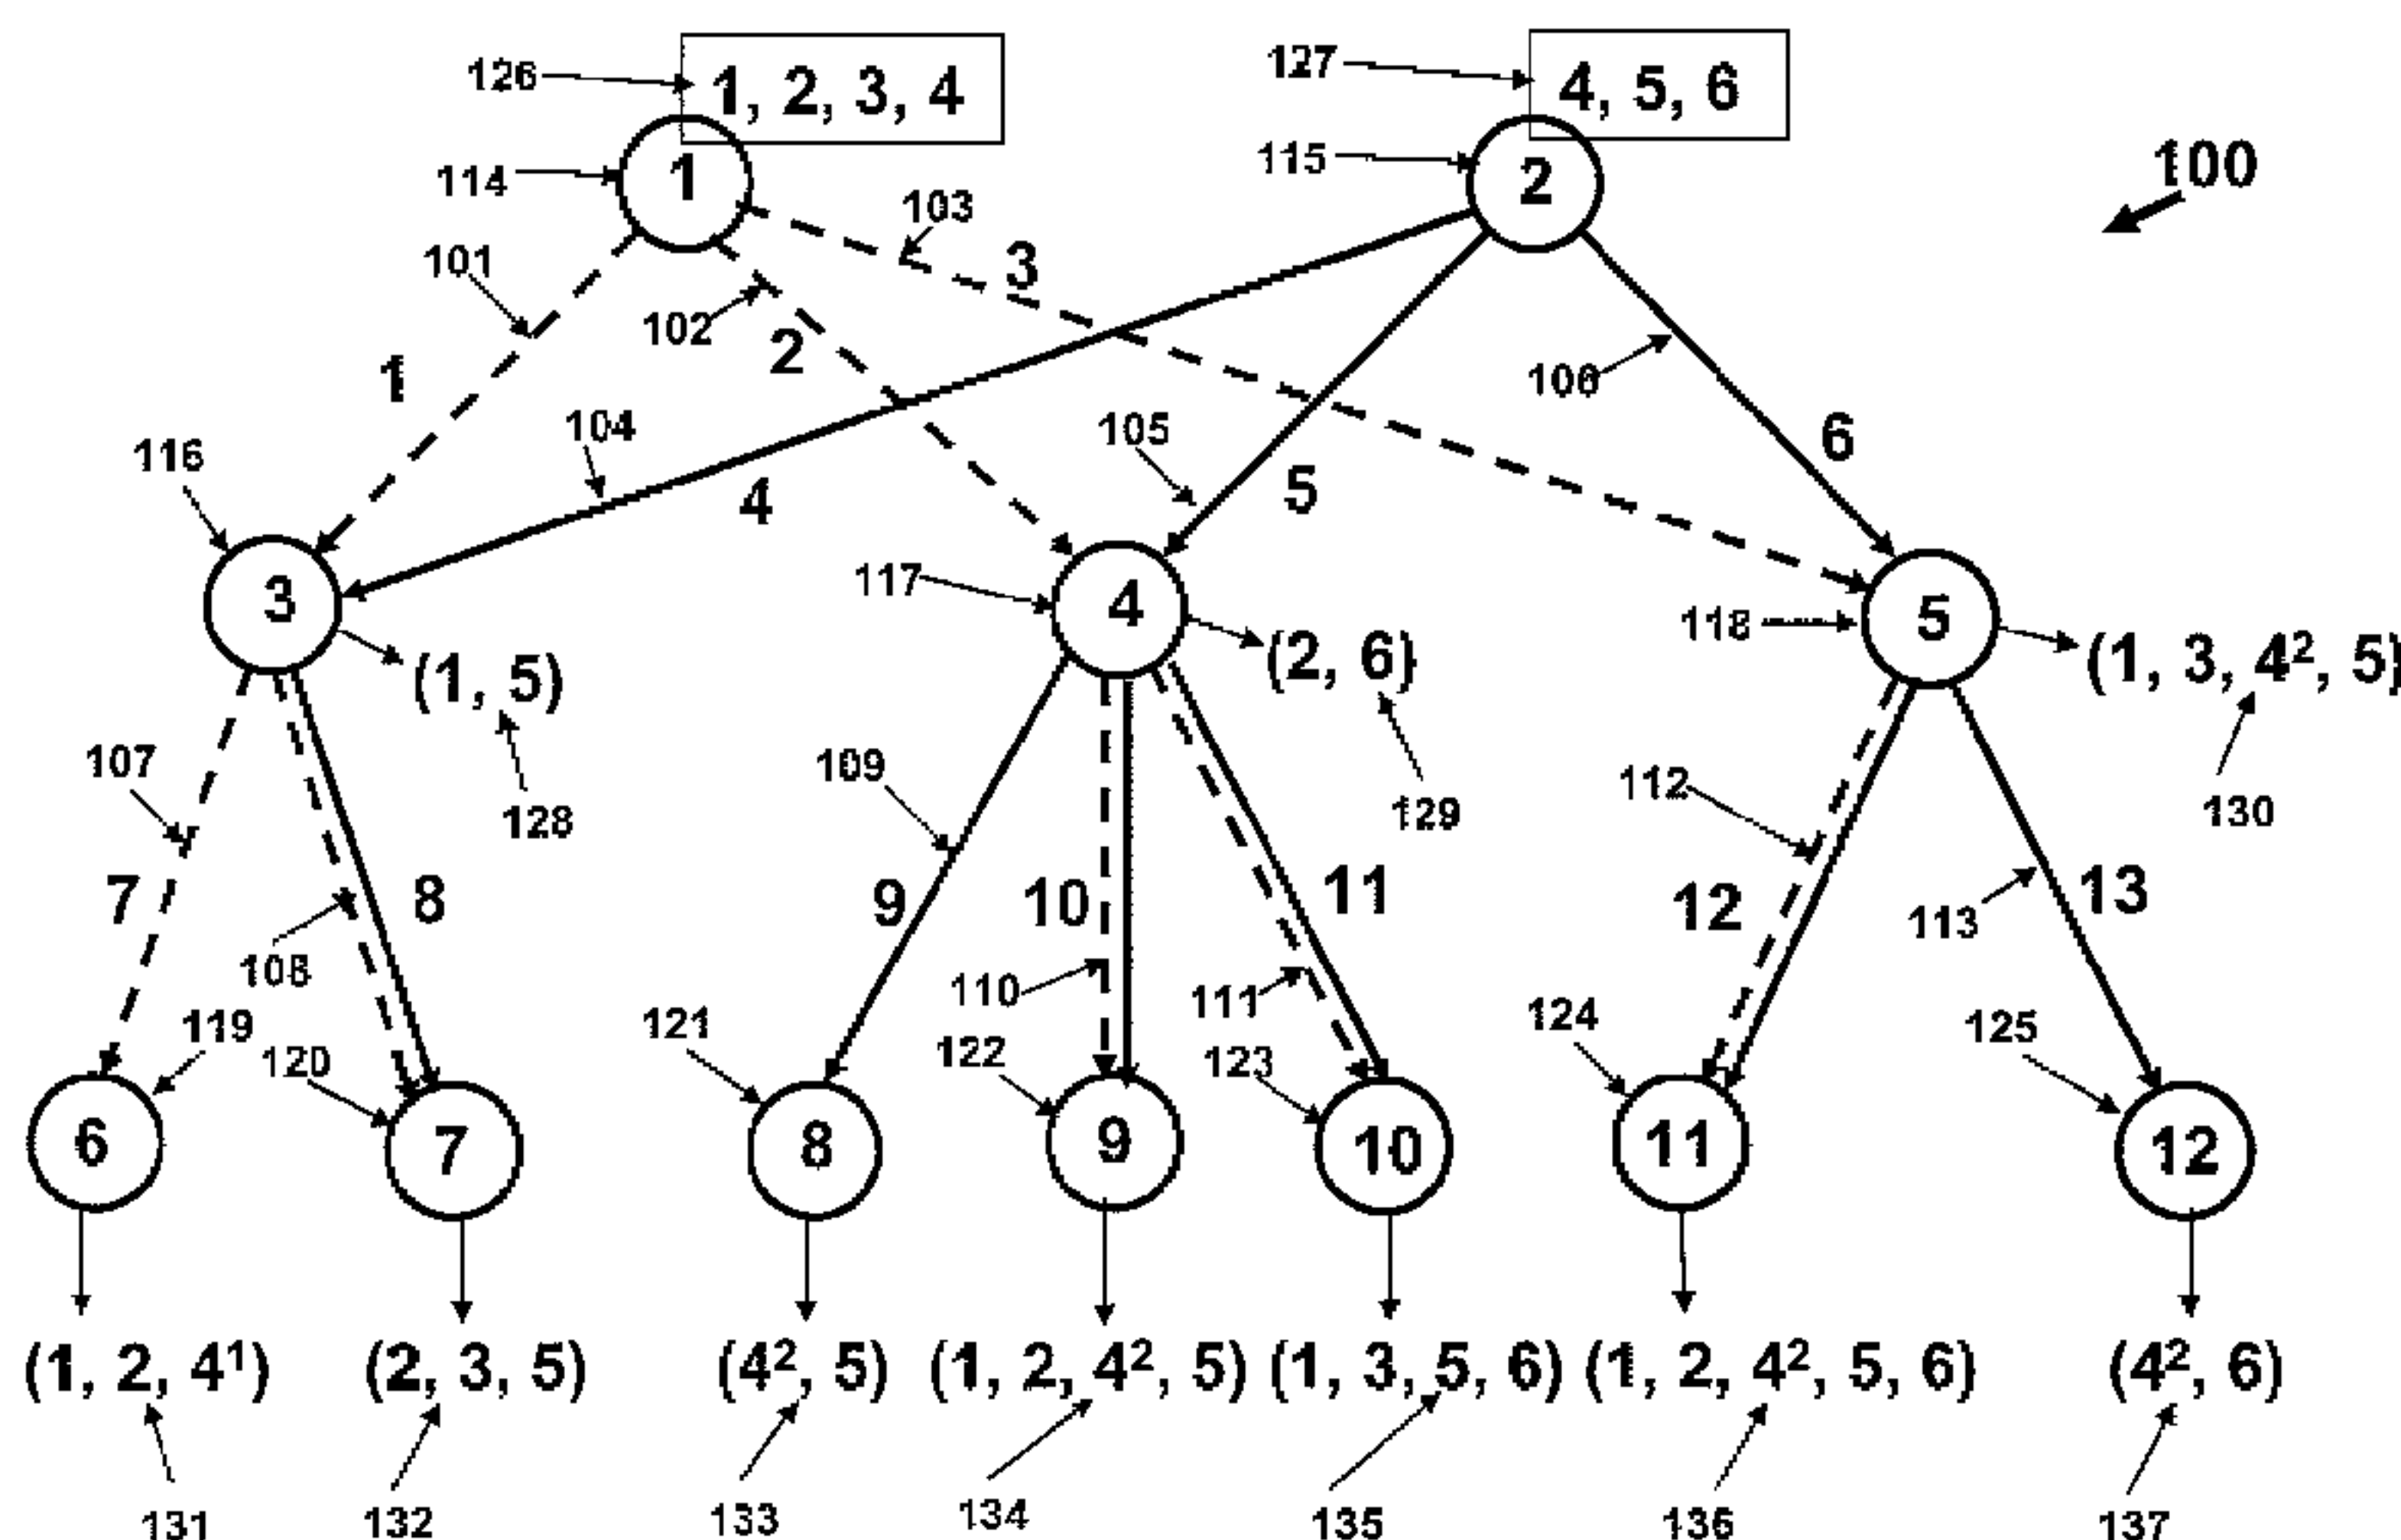 126 1, 2, 3, 4 127 4, 5, 6
114 1 115 2 100
103
101 3
102 2 106
1
104 105 6
116 4 5
3 117 4 118 5
(1, 5) (2, 6) (1, 3, 4², 5)
107 109 112
128 129 130
7 8 9 10 11 12 13
108 110 111 113
119 120 121 122 123 124 125
6 7 8 9 10 11 12
(1, 2, 4¹) (2, 3, 5) (4², 5) (1, 2, 4², 5) (1, 3, 5, 6) (1, 2, 4², 5, 6) (4², 6)
131 132 133 134 135 136 137